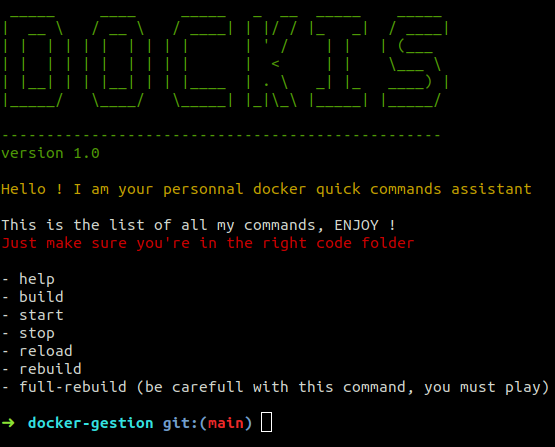 DOCKIS
--------------------------------------------------
version 1.0
Hello ! I am your personnal docker quick commands assistant
This is the list of all my commands, ENJOY !
Just make sure you're in the right code folder
- help
- build
- start
- stop
- reload
- rebuild
- full-rebuild (be carefull with this command, you must play)
➜ docker-gestion git:(main)